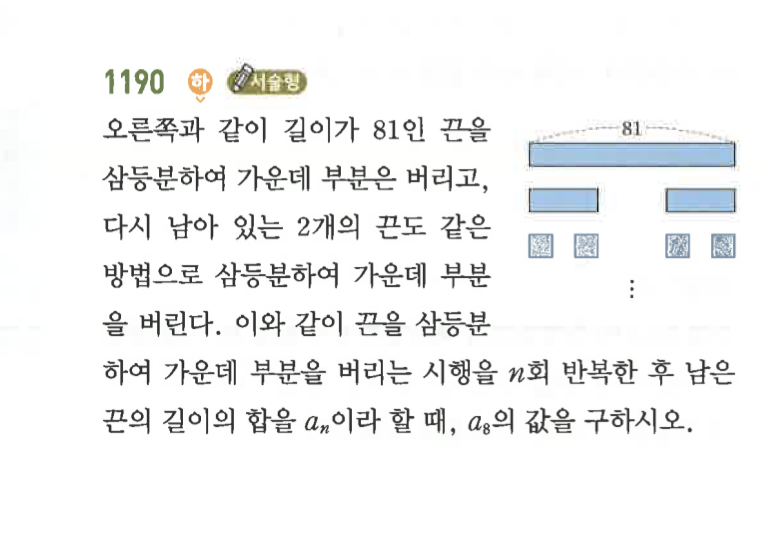 1190 하 서술형
오른쪽과 같이 길이가 81인 끈을
삼등분하여 가운데 부분은 버리고,
다시 남아 있는 2개의 끈도 같은
방법으로 삼등분하여 가운데 부분
을 버린다. 이와 같이 끈을 삼등분
하여 가운데 부분을 버리는 시행을 n회 반복한 후 남은
끈의 길이의 합을 aₙ이라 할 때, a₈의 값을 구하시오.
81
⋮